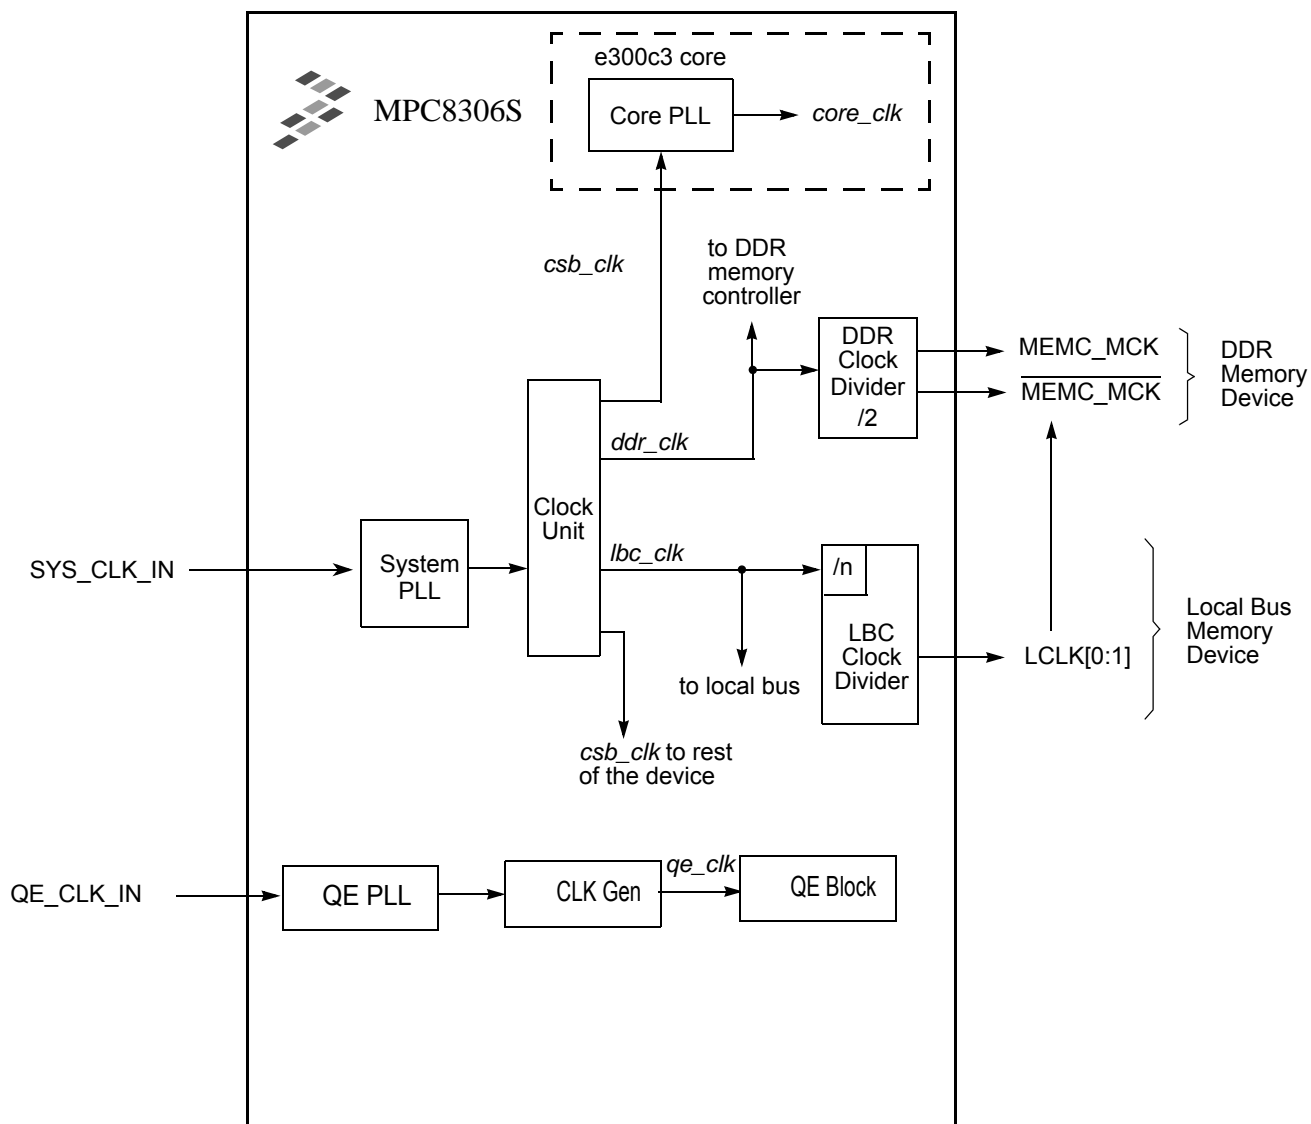 e300c3 core
MPC8306S
Core PLL
core_clk
csb_clk
to DDR
memory
controller
DDR
Clock
Divider
/2
MEMC_MCK
MEMC_MCK
DDR
Memory
Device
ddr_clk
Clock
Unit
SYS_CLK_IN
System
PLL
lbc_clk
/n
LBC
Clock
Divider
LCLK[0:1]
Local Bus
Memory
Device
to local bus
csb_clk to rest
of the device
QE_CLK_IN
QE PLL
CLK Gen
qe_clk
QE Block